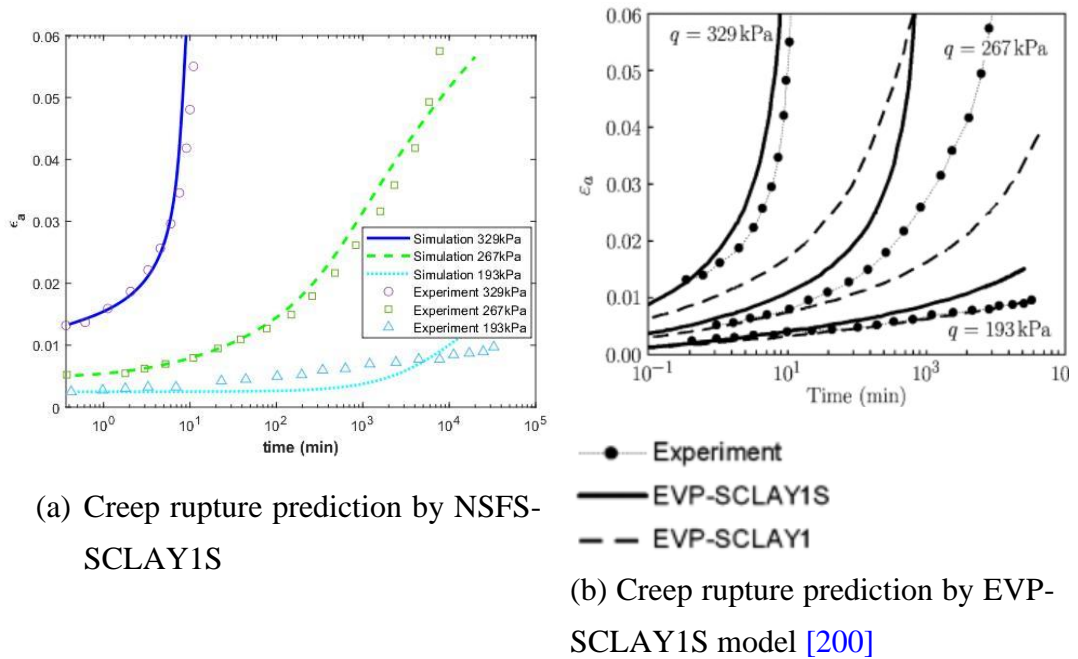 0.06
0.05
0.04
0.03
0.02
0.01
0
ϵa
10^0
10^1
10^2
10^3
10^4
10^5
time (min)
Simulation 329kPa
Simulation 267kPa
Simulation 193kPa
Experiment 329kPa
Experiment 267kPa
Experiment 193kPa
(a) Creep rupture prediction by NSFS-
SCLAY1S
0.06
0.05
0.04
0.03
0.02
0.01
0.00
εa
q = 329 kPa
q = 267 kPa
q = 193 kPa
10^−1
10^1
10^3
10
Time (min)
Experiment
EVP-SCLAY1S
EVP-SCLAY1
(b) Creep rupture prediction by EVP-
SCLAY1S model [200]